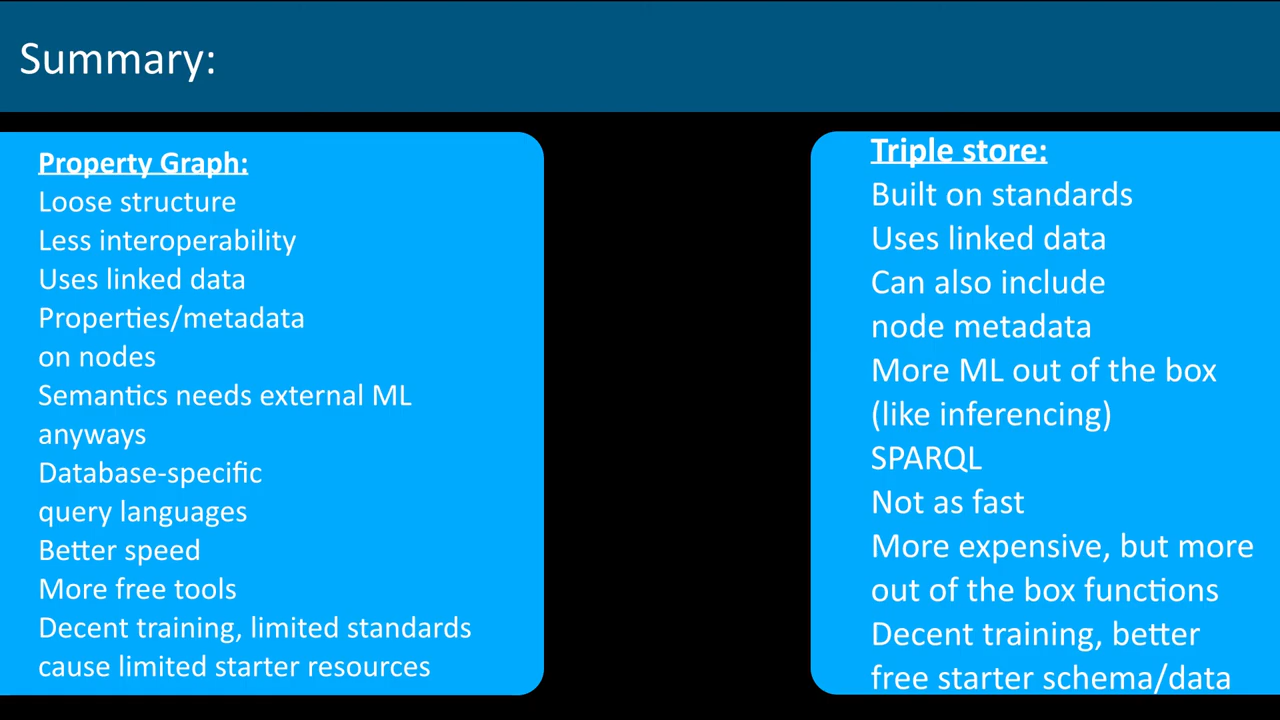 Summary:
Property Graph:
Loose structure
Less interoperability
Uses linked data
Properties/metadata
on nodes
Semantics needs external ML
anyways
Database-specific
query languages
Better speed
More free tools
Decent training, limited standards
cause limited starter resources
Triple store:
Built on standards
Uses linked data
Can also include
node metadata
More ML out of the box
(like inferencing)
SPARQL
Not as fast
More expensive, but more
out of the box functions
Decent training, better
free starter schema/data